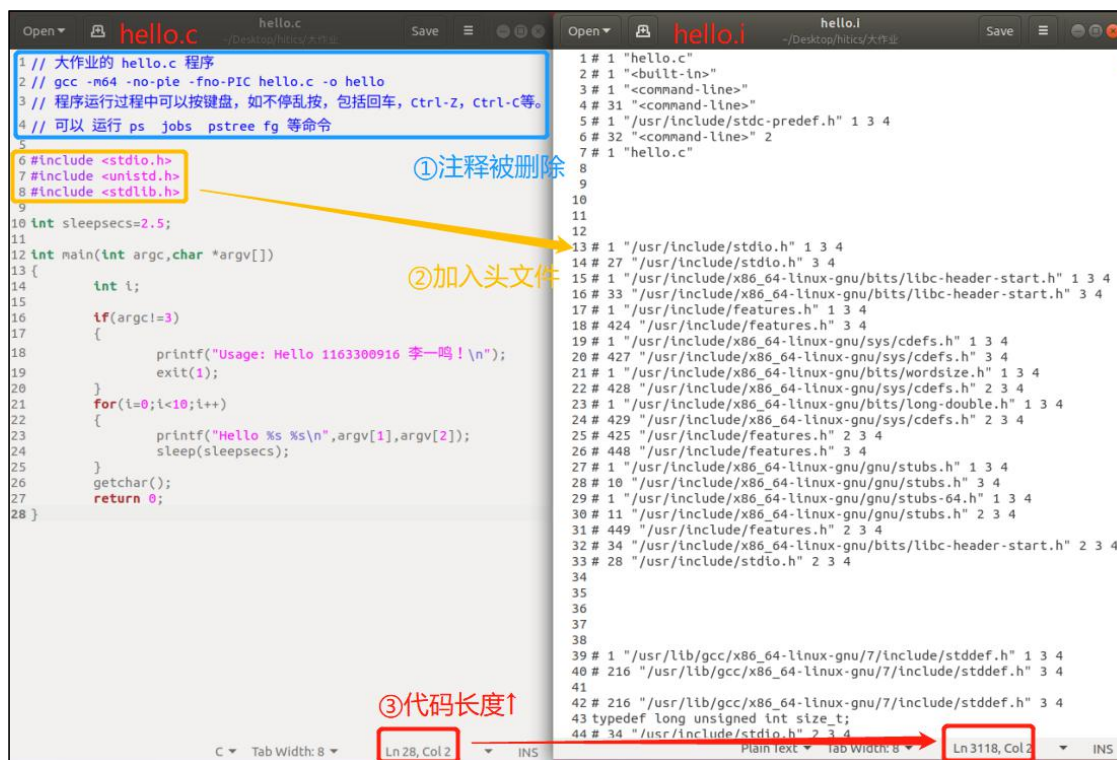 Open hello.c hello.c Save
~/Desktop/hitics/大作业
1 // 大作业的 hello.c 程序
2 // gcc -m64 -no-pie -fno-PIC hello.c -o hello
3 // 程序运行过程中可以按键盘，如不停乱按，包括回车，Ctrl-Z，Ctrl-C等。
4 // 可以 运行 ps jobs pstree fg 等命令
5
6 #include <stdio.h>
7 #include <unistd.h>
8 #include <stdlib.h>
9
10 int sleepsecs=2.5;
11
12 int main(int argc,char *argv[])
13 {
14 int i;
15
16 if(argc!=3)
17 {
18 printf("Usage: Hello 1163300916 李一鸣！\n");
19 exit(1);
20 }
21 for(i=0;i<10;i++)
22 {
23 printf("Hello %s %s\n",argv[1],argv[2]);
24 sleep(sleepsecs);
25 }
26 getchar();
27 return 0;
28 }
①注释被删除
②加入头文件
③代码长度↑
C Tab Width: 8 Ln 28, Col 2 INS
Open hello.i hello.i Save
~/Desktop/hitics/大作业
1 # 1 "hello.c"
2 # 1 "<built-in>"
3 # 1 "<command-line>"
4 # 31 "<command-line>"
5 # 1 "/usr/include/stdc-predef.h" 1 3 4
6 # 32 "<command-line>" 2
7 # 1 "hello.c"
8
9
10
11
12
13 # 1 "/usr/include/stdio.h" 1 3 4
14 # 27 "/usr/include/stdio.h" 3 4
15 # 1 "/usr/include/x86_64-linux-gnu/bits/libc-header-start.h" 1 3 4
16 # 33 "/usr/include/x86_64-linux-gnu/bits/libc-header-start.h" 3 4
17 # 1 "/usr/include/features.h" 1 3 4
18 # 424 "/usr/include/features.h" 3 4
19 # 1 "/usr/include/x86_64-linux-gnu/sys/cdefs.h" 1 3 4
20 # 427 "/usr/include/x86_64-linux-gnu/sys/cdefs.h" 3 4
21 # 1 "/usr/include/x86_64-linux-gnu/bits/wordsize.h" 1 3 4
22 # 428 "/usr/include/x86_64-linux-gnu/sys/cdefs.h" 2 3 4
23 # 1 "/usr/include/x86_64-linux-gnu/bits/long-double.h" 1 3 4
24 # 429 "/usr/include/x86_64-linux-gnu/sys/cdefs.h" 2 3 4
25 # 425 "/usr/include/features.h" 2 3 4
26 # 448 "/usr/include/features.h" 3 4
27 # 1 "/usr/include/x86_64-linux-gnu/gnu/stubs.h" 1 3 4
28 # 10 "/usr/include/x86_64-linux-gnu/gnu/stubs.h" 3 4
29 # 1 "/usr/include/x86_64-linux-gnu/gnu/stubs-64.h" 1 3 4
30 # 11 "/usr/include/x86_64-linux-gnu/gnu/stubs.h" 2 3 4
31 # 449 "/usr/include/features.h" 2 3 4
32 # 34 "/usr/include/x86_64-linux-gnu/bits/libc-header-start.h" 2 3 4
33 # 28 "/usr/include/stdio.h" 2 3 4
34
35
36
37
38
39 # 1 "/usr/lib/gcc/x86_64-linux-gnu/7/include/stddef.h" 1 3 4
40 # 216 "/usr/lib/gcc/x86_64-linux-gnu/7/include/stddef.h" 3 4
41
42 # 216 "/usr/lib/gcc/x86_64-linux-gnu/7/include/stddef.h" 3 4
43 typedef long unsigned int size_t;
44 # 34 "/usr/include/stdio.h" 2 3 4
Plain Text Tab Width: 8 Ln 3118, Col 2 INS